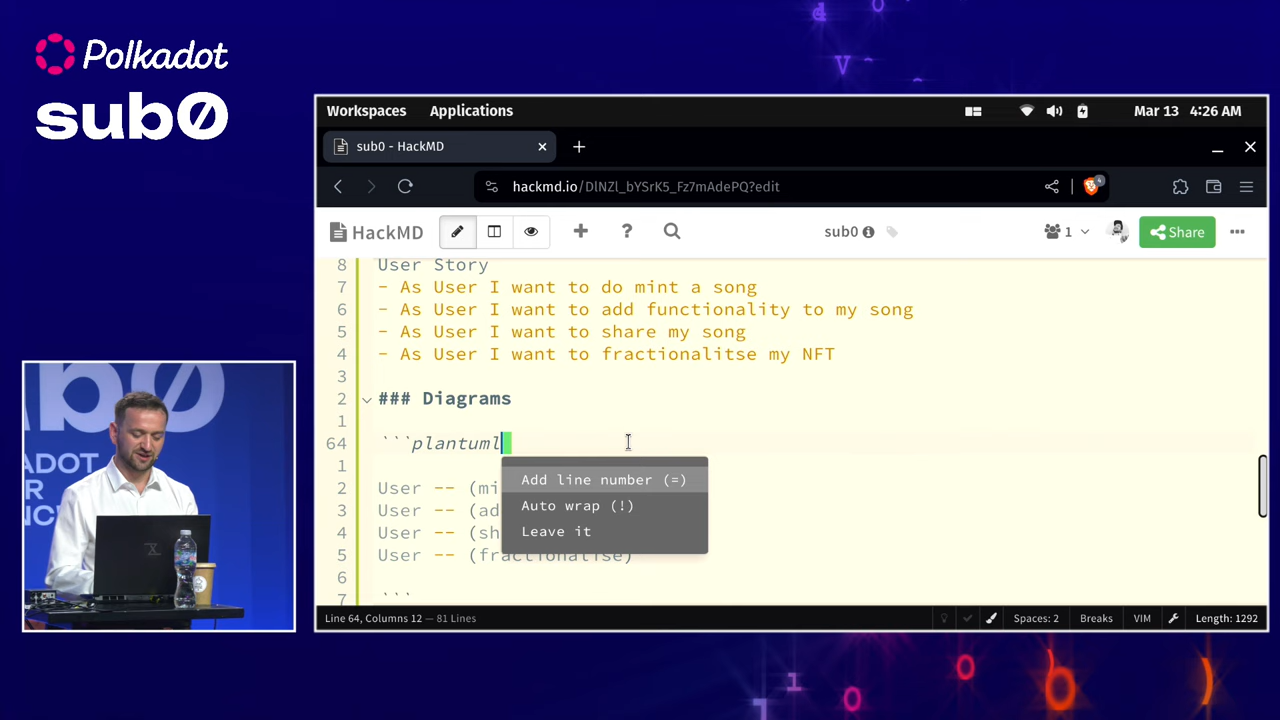 Polkadot
sub0
Workspaces Applications Mar 13 4:26 AM
sub0 - HackMD
hackmd.io/DlNZl_bYSrK5_Fz7mAdePQ?edit
4
HackMD sub0 1 Share
8 User Story
7 - As User I want to do mint a song
6 - As User I want to add functionality to my song
5 - As User I want to share my song
4 - As User I want to fractionalitse my NFT
3
2 ### Diagrams
1
64 ```plantuml
1
2 User -- (mi
3 User -- (ad
4 User -- (sh
5 User -- (fractionalise)
6
7 ```
Add line number (=)
Auto wrap (!)
Leave it
Line 64, Columns 12 — 81 Lines Spaces: 2 Breaks VIM Length: 1292